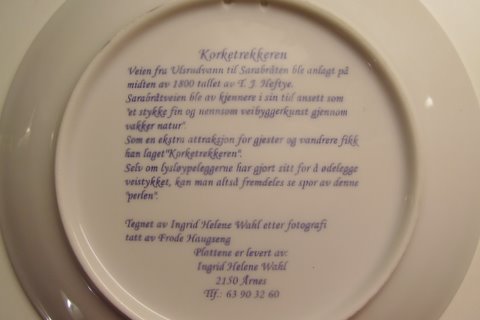 Korketrekkeren
Veien fra Ulsrudvann til Sarabråten ble anlagt på
midten av 1800 tallet av T. J. Heftye.
Sarabråtveien ble av kjennere i sin tid ansett som
"et stykke fin og nennsom veibyggerkunst gjennom
vakker natur".
Som en ekstra attraksjon for gjester og vandrere fikk
han laget "Korketrekkeren".
Selv om lysløypeleggerne har gjort sitt for å ødelegge
veistykket, kan man altså fremdeles se spor av denne
"perlen".
Tegnet av Ingrid Helene Wahl etter fotografi
tatt av Frode Haugseng
Plattene er levert av:
Ingrid Helene Wahl
2150 Årnes
Tlf.: 63 90 32 60